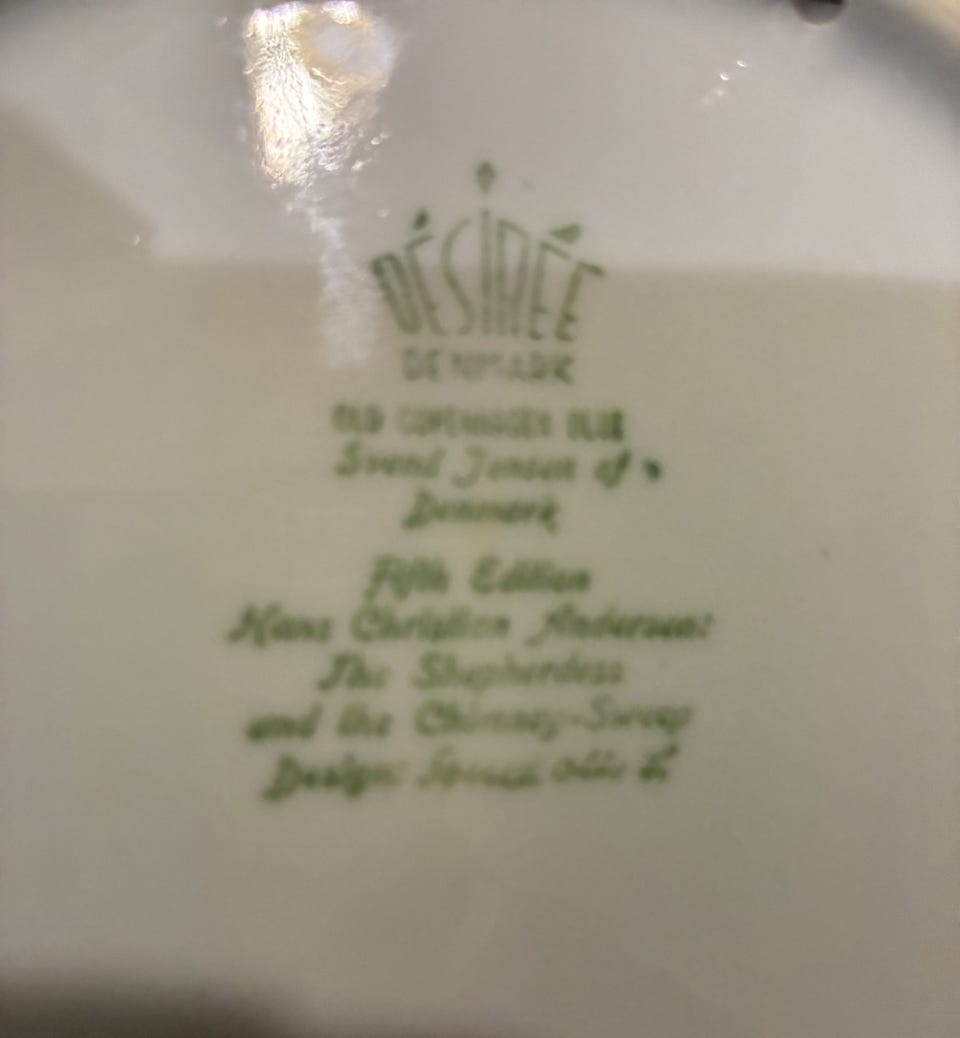 DÉSIRÉE
DENMARK
OLD COPENHAGEN BLUE
Svend Jensen of
Denmark
Fifth Edition
Hans Christian Andersen:
The Shepherdess
and the Chimney-Sweep
Design: